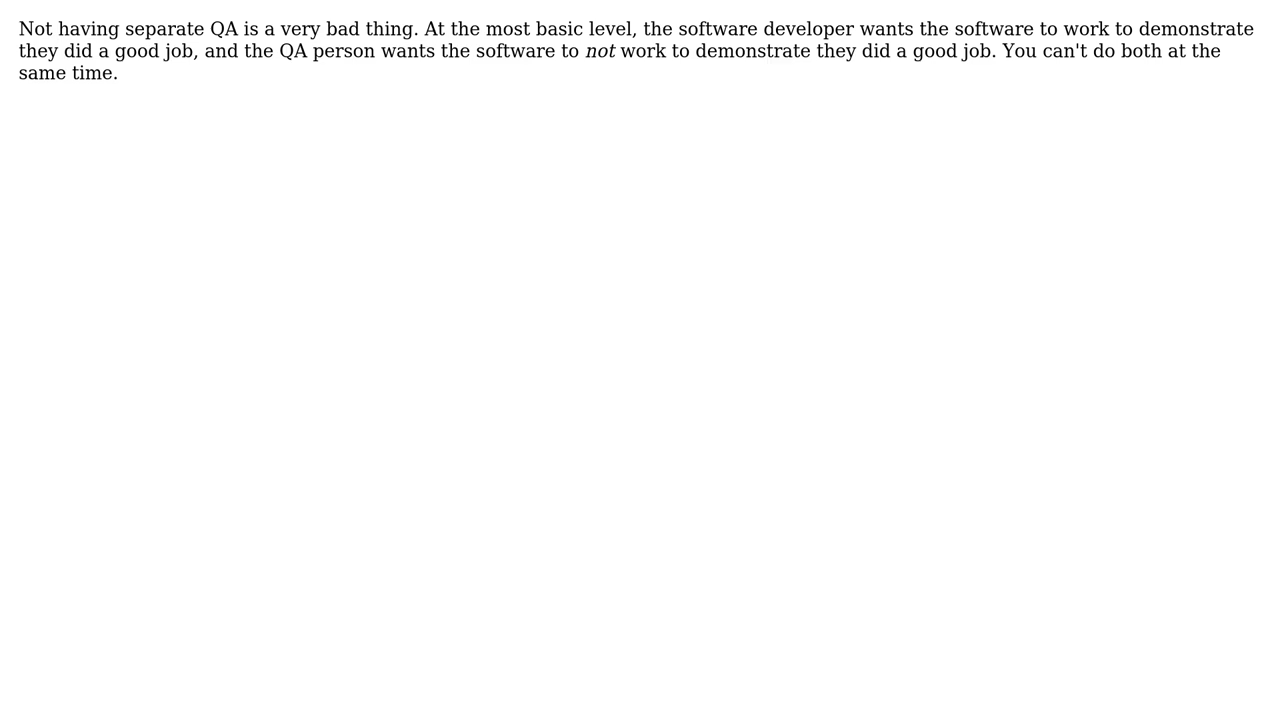 Not having separate QA is a very bad thing. At the most basic level, the software developer wants the software to work to demonstrate
they did a good job, and the QA person wants the software to not work to demonstrate they did a good job. You can't do both at the
same time.